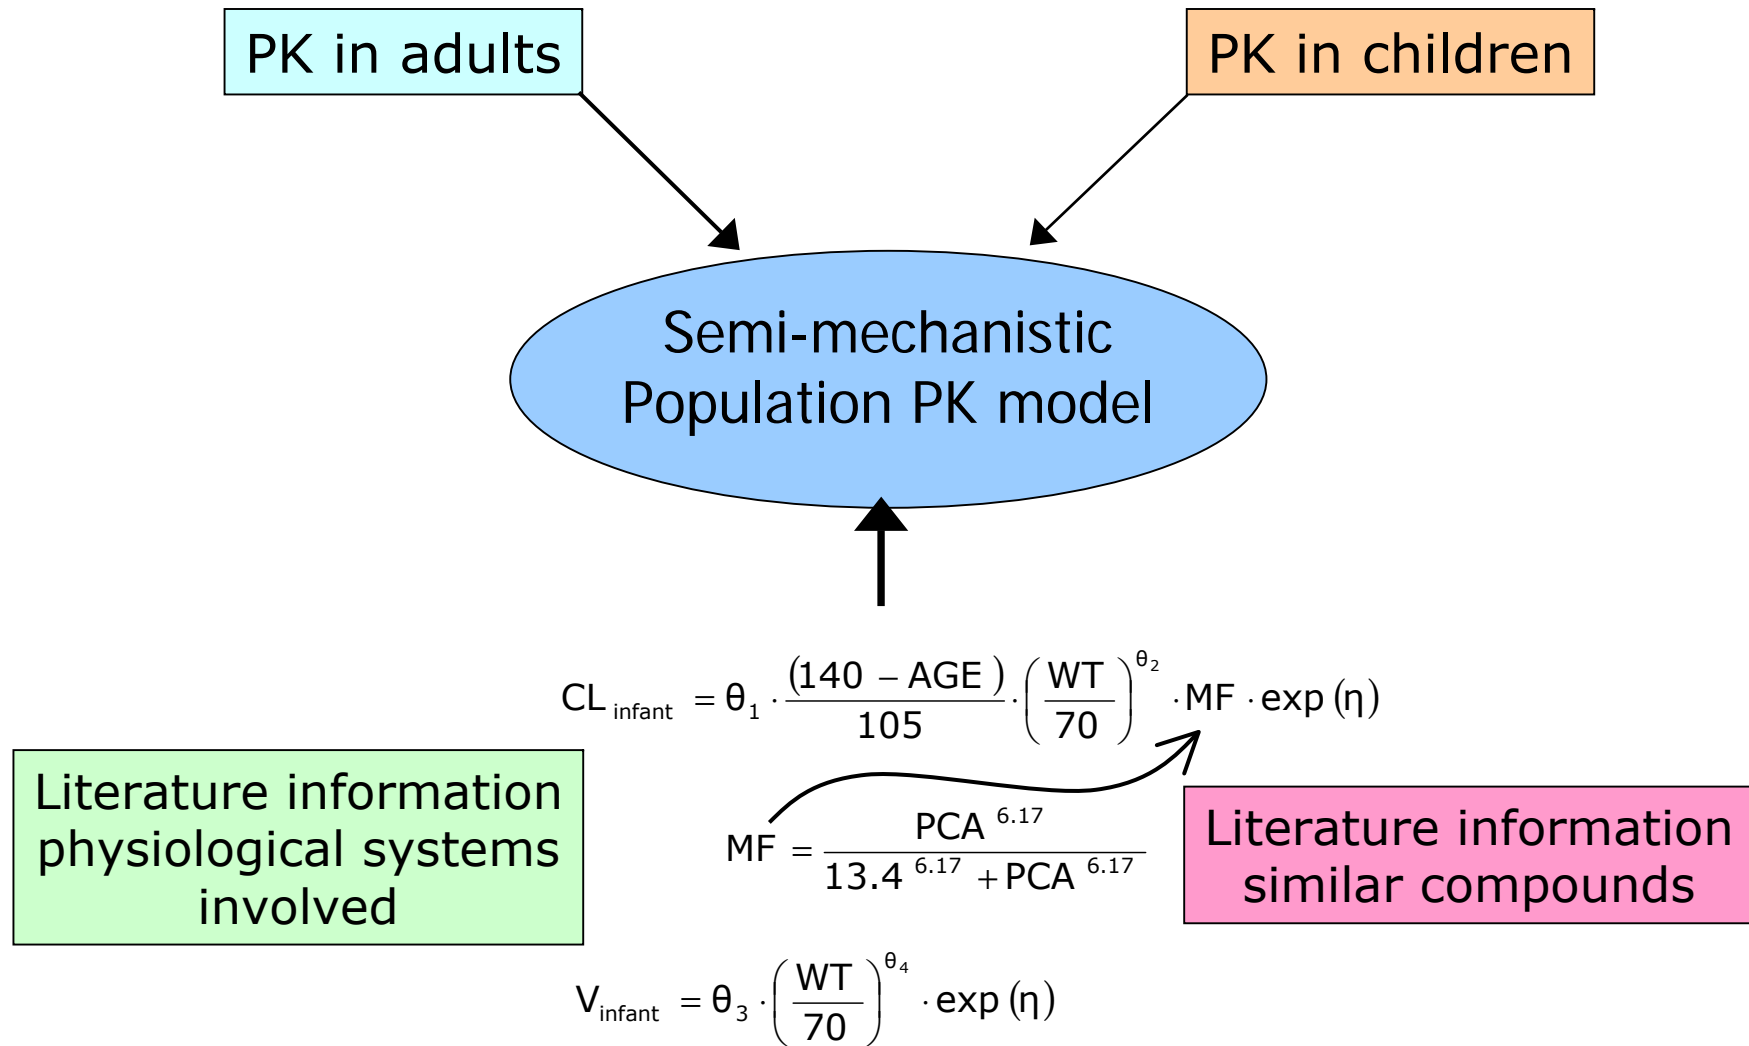 PK in adults
PK in children
Semi-mechanistic
Population PK model
CL infant = θ₁ · (140 – AGE)/105 · (WT/70)^θ₂ · MF · exp (η)
Literature information
physiological systems
involved
MF = PCA^6.17/(13.4^6.17 + PCA^6.17)
Literature information
similar compounds
V infant = θ₃ · (WT/70)^θ₄ · exp (η)